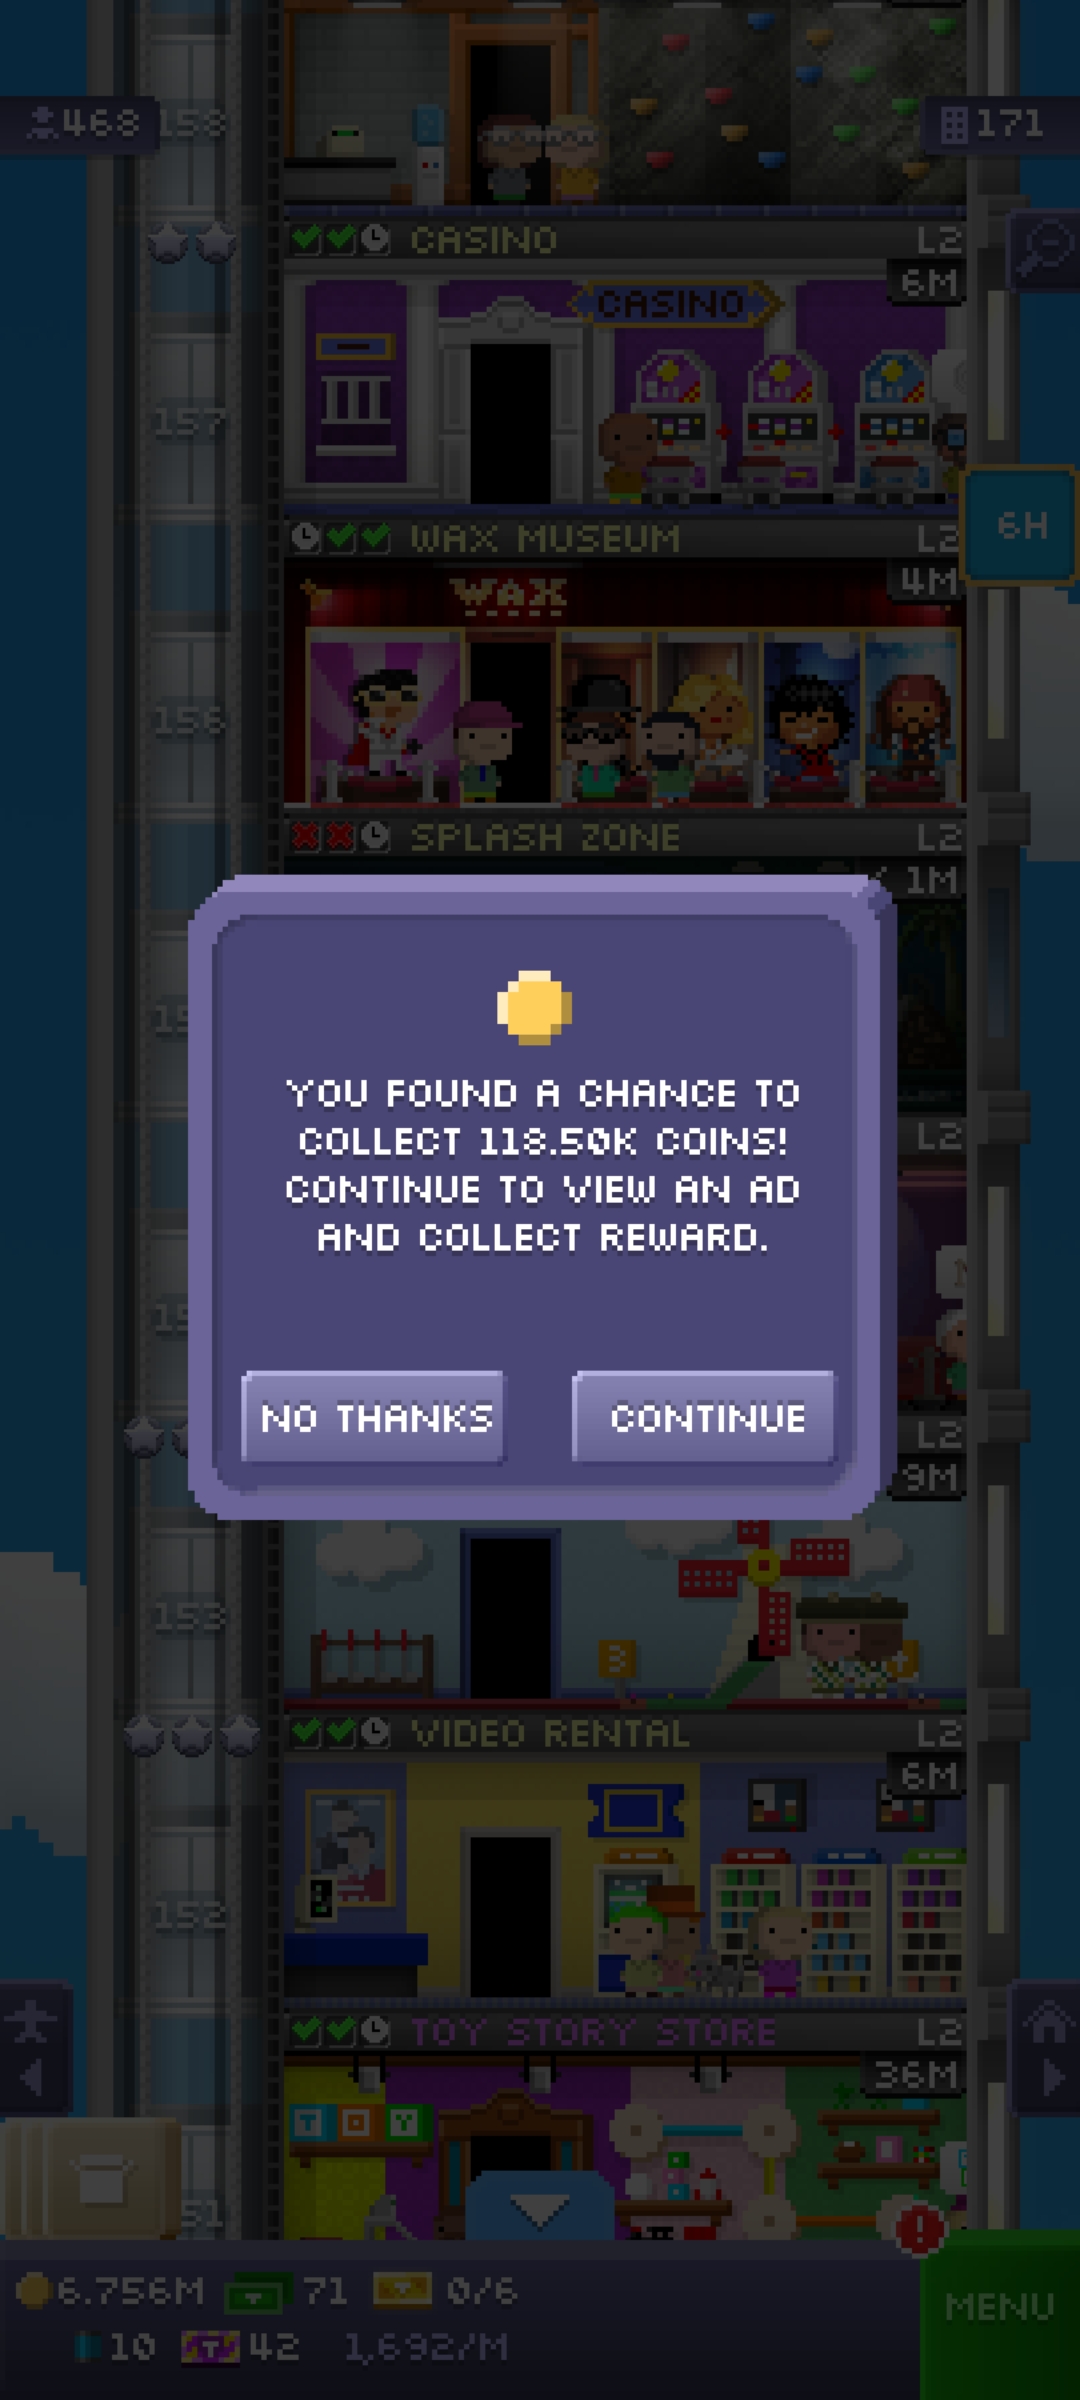 468
158
171
CASINO
L2
6M
CASINO
157
6H
WAX MUSEUM
L2
4M
WAX
156
SPLASH ZONE
L2
1M
YOU FOUND A CHANCE TO
COLLECT 118.50K COINS!
CONTINUE TO VIEW AN AD
AND COLLECT REWARD.
L2
NO THANKS
CONTINUE
L2
9M
153
3
VIDEO RENTAL
L2
6M
152
TOY STORY STORE
L2
36M
TOY
51
6.756M
71
0/6
MENU
10
T
42
1,692/M